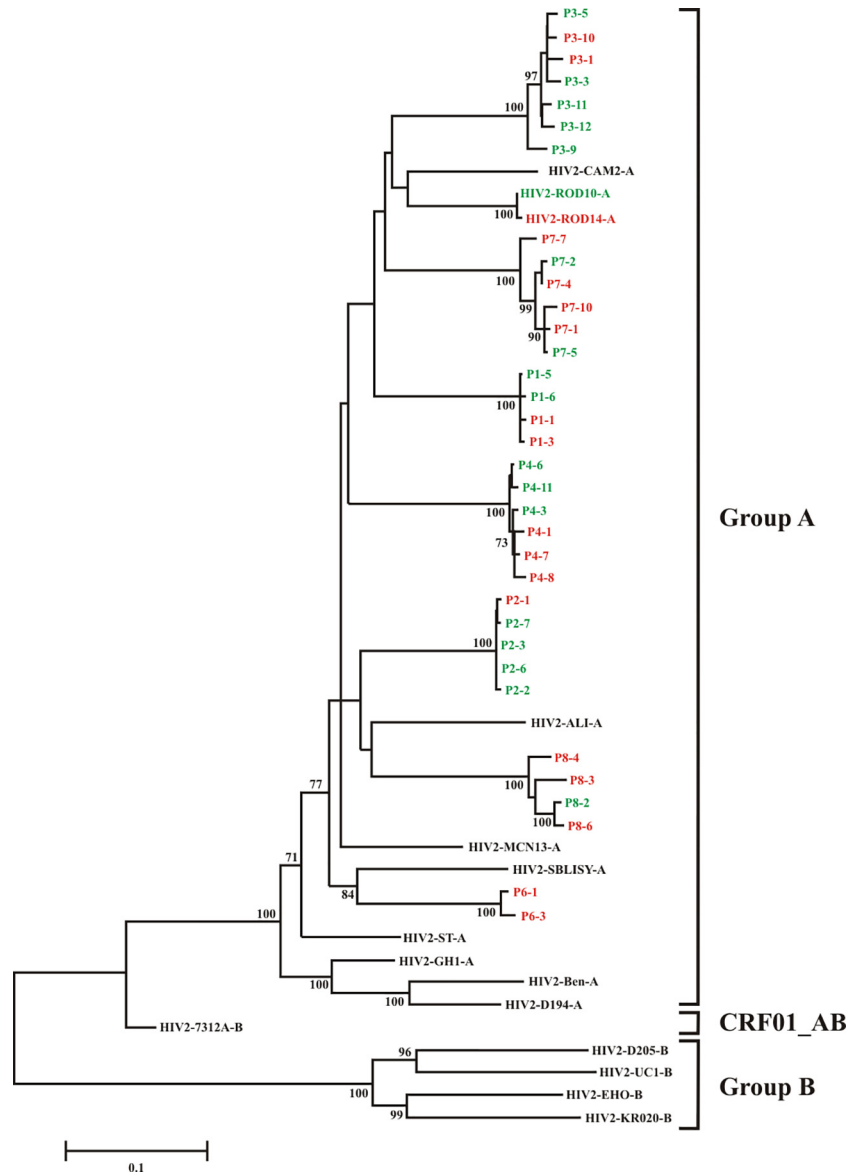 P3-5
P3-10
P3-1
97
P3-3
100
P3-11
P3-12
P3-9
HIV2-CAM2-A
HIV2-ROD10-A
100
HIV2-ROD14-A
P7-7
P7-2
100
P7-4
99
P7-10
P7-1
90
P7-5
P1-5
P1-6
100
P1-1
P1-3
P4-6
P4-11
100
P4-3
Group A
P4-1
73
P4-7
P4-8
P2-1
P2-7
100
P2-3
P2-6
P2-2
HIV2-ALI-A
P8-4
77
100
P8-3
P8-2
100
P8-6
HIV2-MCN13-A
71
HIV2-SBLISY-A
84
P6-1
100
P6-3
100
HIV2-ST-A
HIV2-GH1-A
100
HIV2-Ben-A
100
HIV2-D194-A
HIV2-7312A-B
CRF01_AB
96
HIV2-D205-B
HIV2-UC1-B
100
Group B
HIV2-EHO-B
99
HIV2-KR020-B
0.1